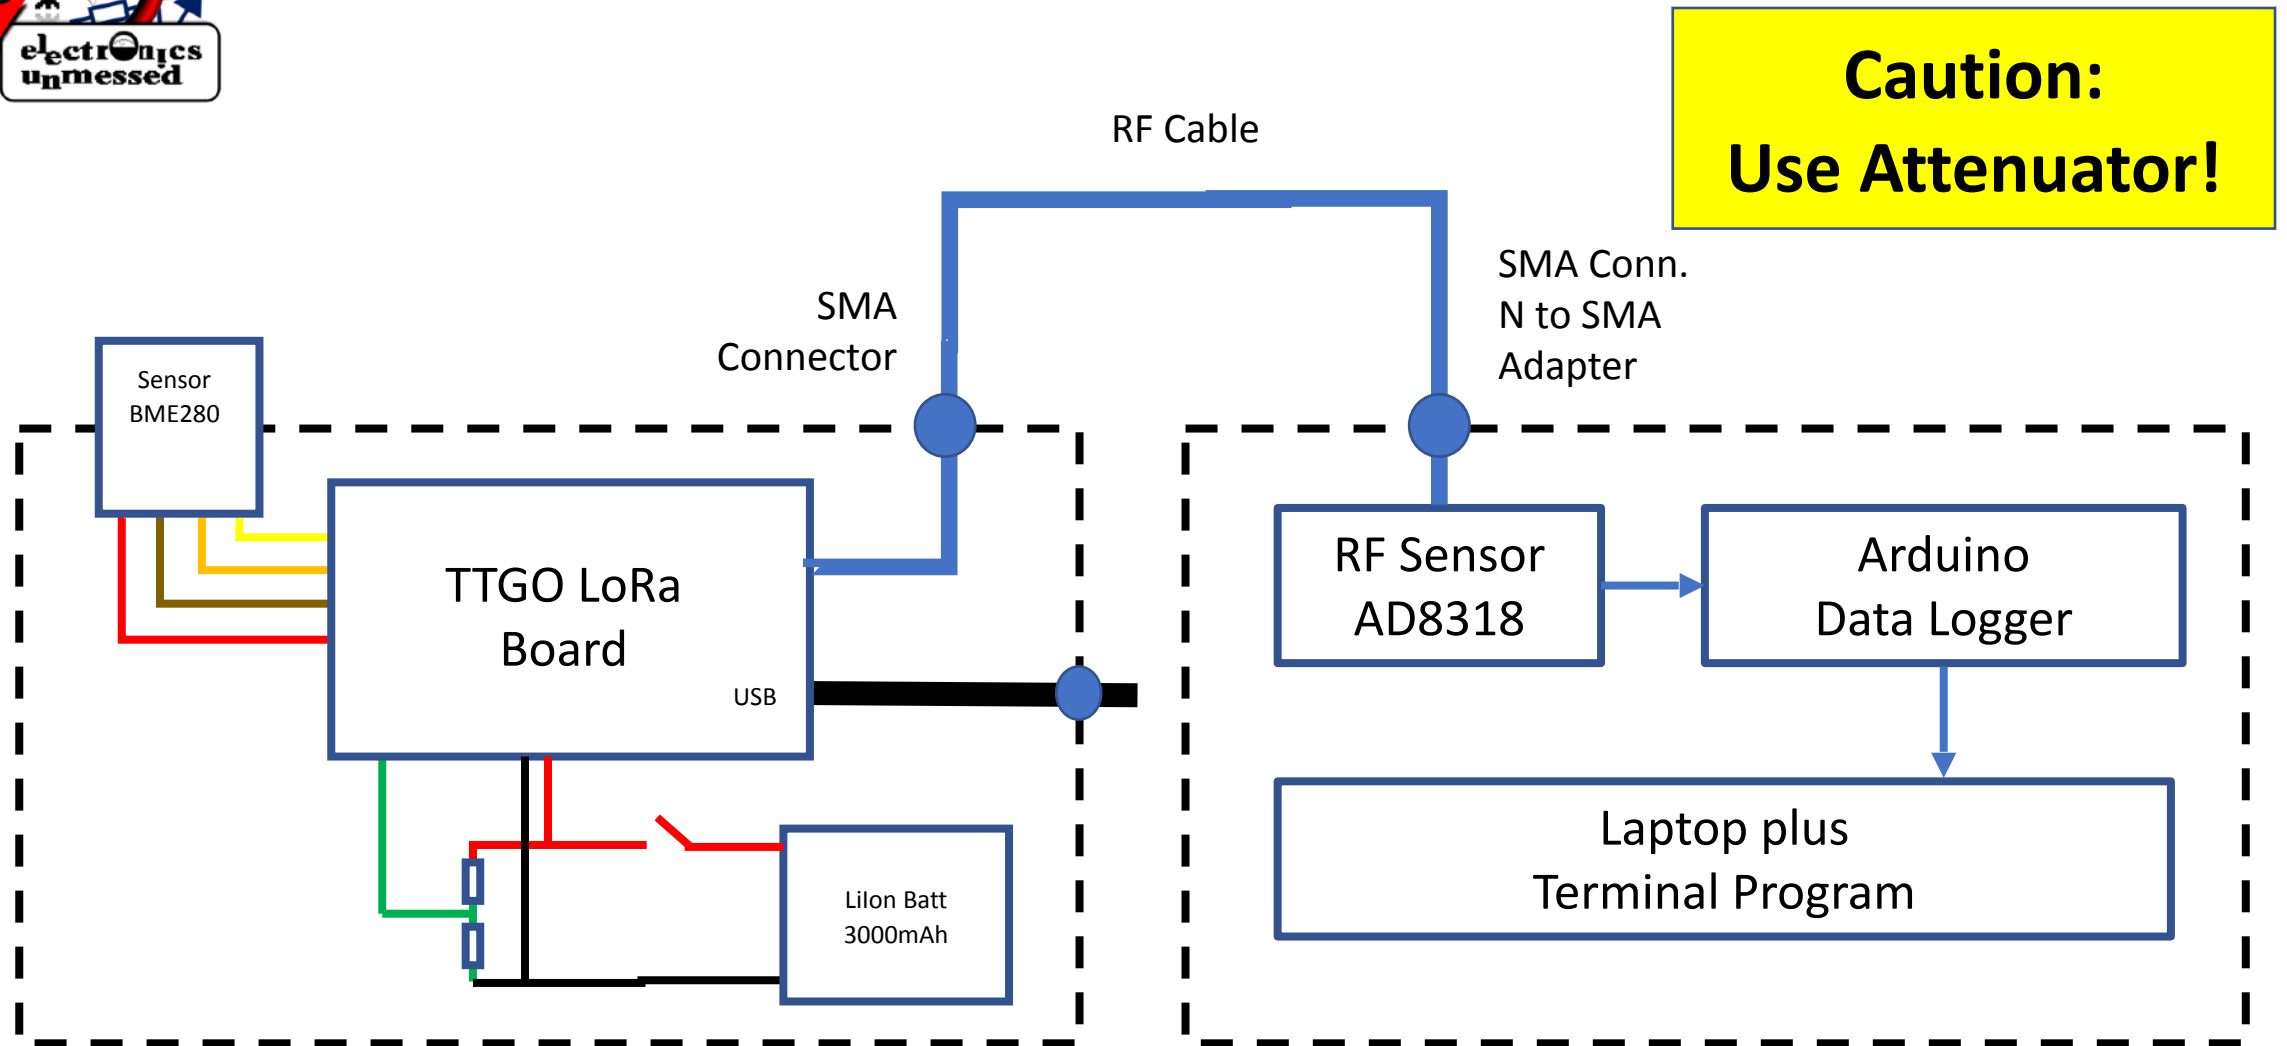 electronics
unmessed
Caution:
Use Attenuator!
RF Cable
SMA
Connector
SMA Conn.
N to SMA
Adapter
Sensor
BME280
TTGO LoRa
Board
USB
LiIon Batt
3000mAh
RF Sensor
AD8318
Arduino
Data Logger
Laptop plus
Terminal Program